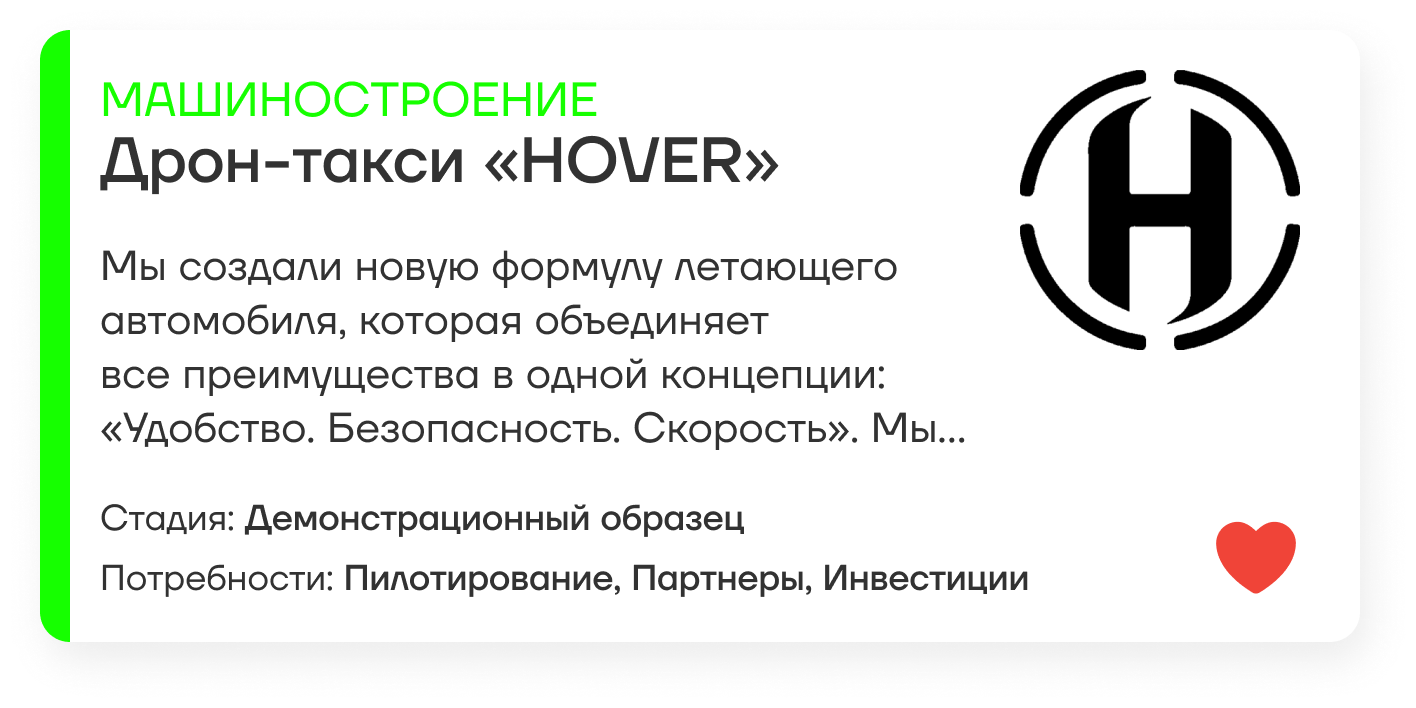 МАШИНОСТРОЕНИЕ
Дрон-такси «HOVER»
H
Мы создали новую формулу летающего
автомобиля, которая объединяет
все преимущества в одной концепции:
«Удобство. Безопасность. Скорость». Мы...
Стадия: Демонстрационный образец
Потребности: Пилотирование, Партнеры, Инвестиции